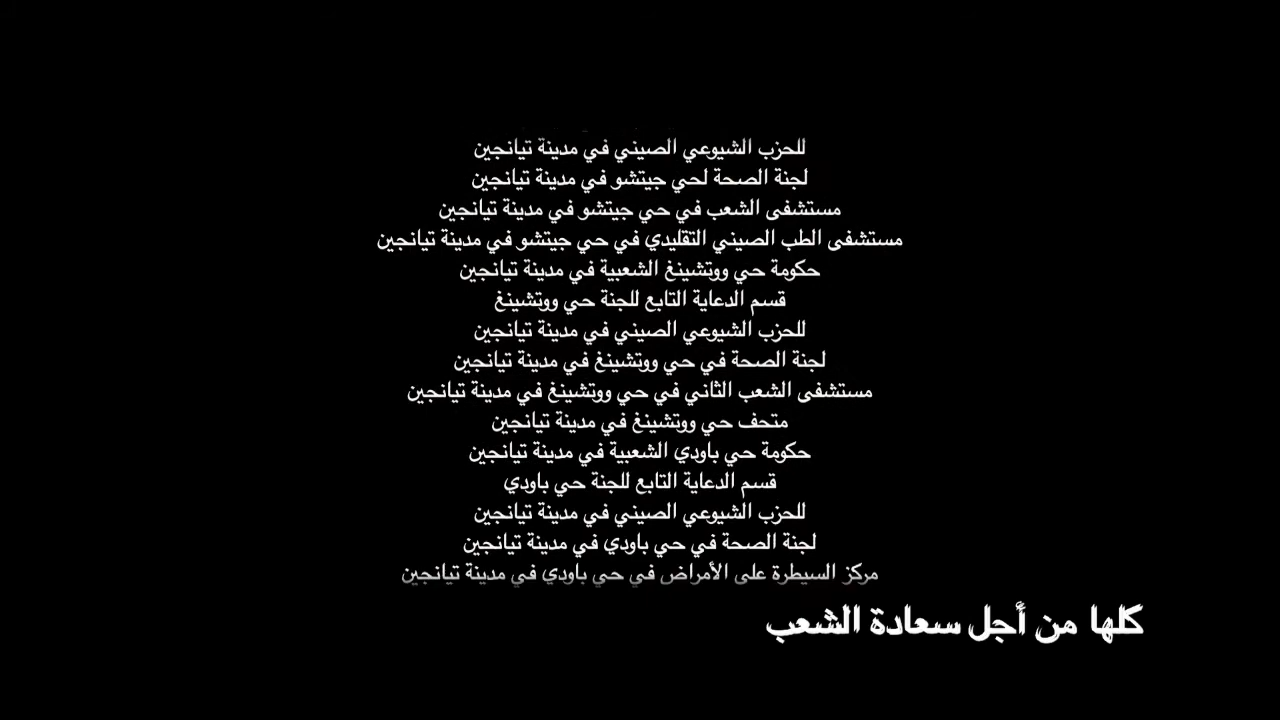 للحزب الشيوعي الصيني في مدينة تيانجين
لجنة الصحة لحي جيتشو في مدينة تيانجين
مستشفى الشعب في حي جيتشو في مدينة تيانجين
مستشفى الطب الصيني التقليدي في حي جيتشو في مدينة تيانجين
حكومة حي ووتشينغ الشعبية في مدينة تيانجين
قسم الدعاية التابع للجنة حي ووتشينغ
للحزب الشيوعي الصيني في مدينة تيانجين
لجنة الصحة في حي ووتشينغ في مدينة تيانجين
مستشفى الشعب الثاني في حي ووتشينغ في مدينة تيانجين
متحف حي ووتشينغ في مدينة تيانجين
حكومة حي باودي الشعبية في مدينة تيانجين
قسم الدعاية التابع للجنة حي باودي
للحزب الشيوعي الصيني في مدينة تيانجين
لجنة الصحة في حي باودي في مدينة تيانجين
مركز السيطرة على الأمراض في حي باودي في مدينة تيانجين
كلها من أجل سعادة الشعب